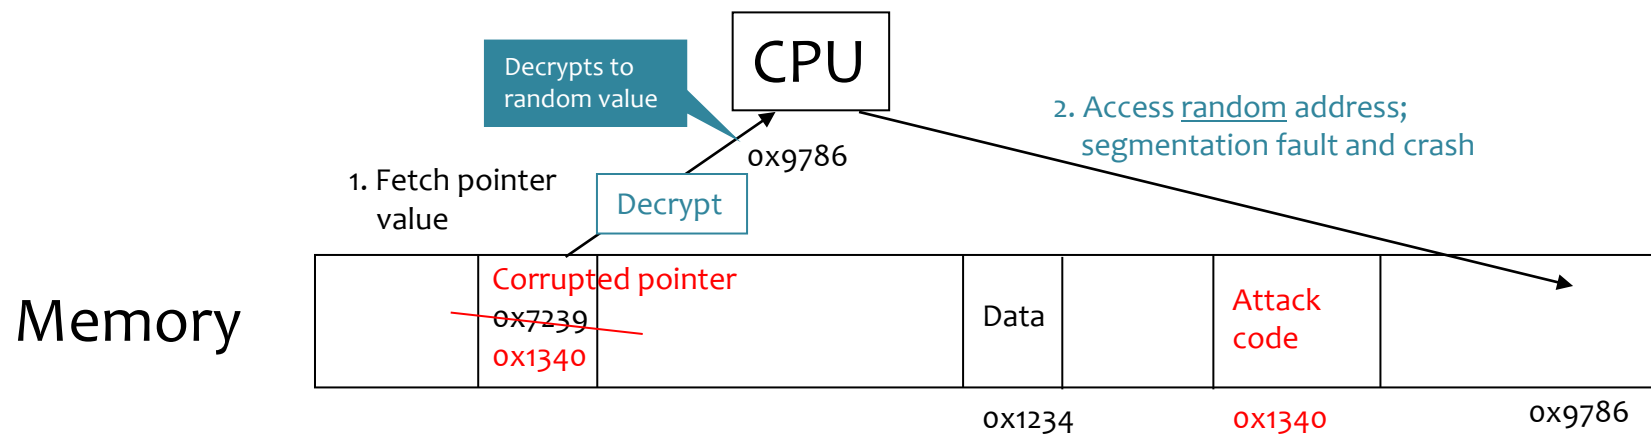 CPU
Decrypts to
random value
2. Access random address;
segmentation fault and crash
0x9786
1. Fetch pointer
value
Decrypt
Memory
Corrupted pointer
0x7239
0x1340
Data
Attack
code
0x1234
0x1340
0x9786